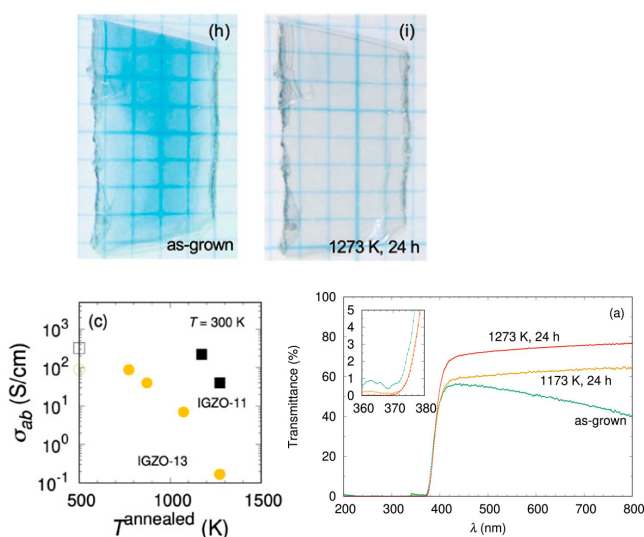 (h)
as-grown
(i)
1273 K, 24 h
(c)
T = 300 K
IGZO-11
IGZO-13
σab (S/cm)
10³
10²
10¹
10⁰
10⁻¹
500
1000
1500
Tannealed (K)
(a)
1273 K, 24 h
1173 K, 24 h
as-grown
Transmittance (%)
100
80
60
40
20
0
5
4
3
2
1
0
360
370
380
200
300
400
500
600
700
800
λ (nm)